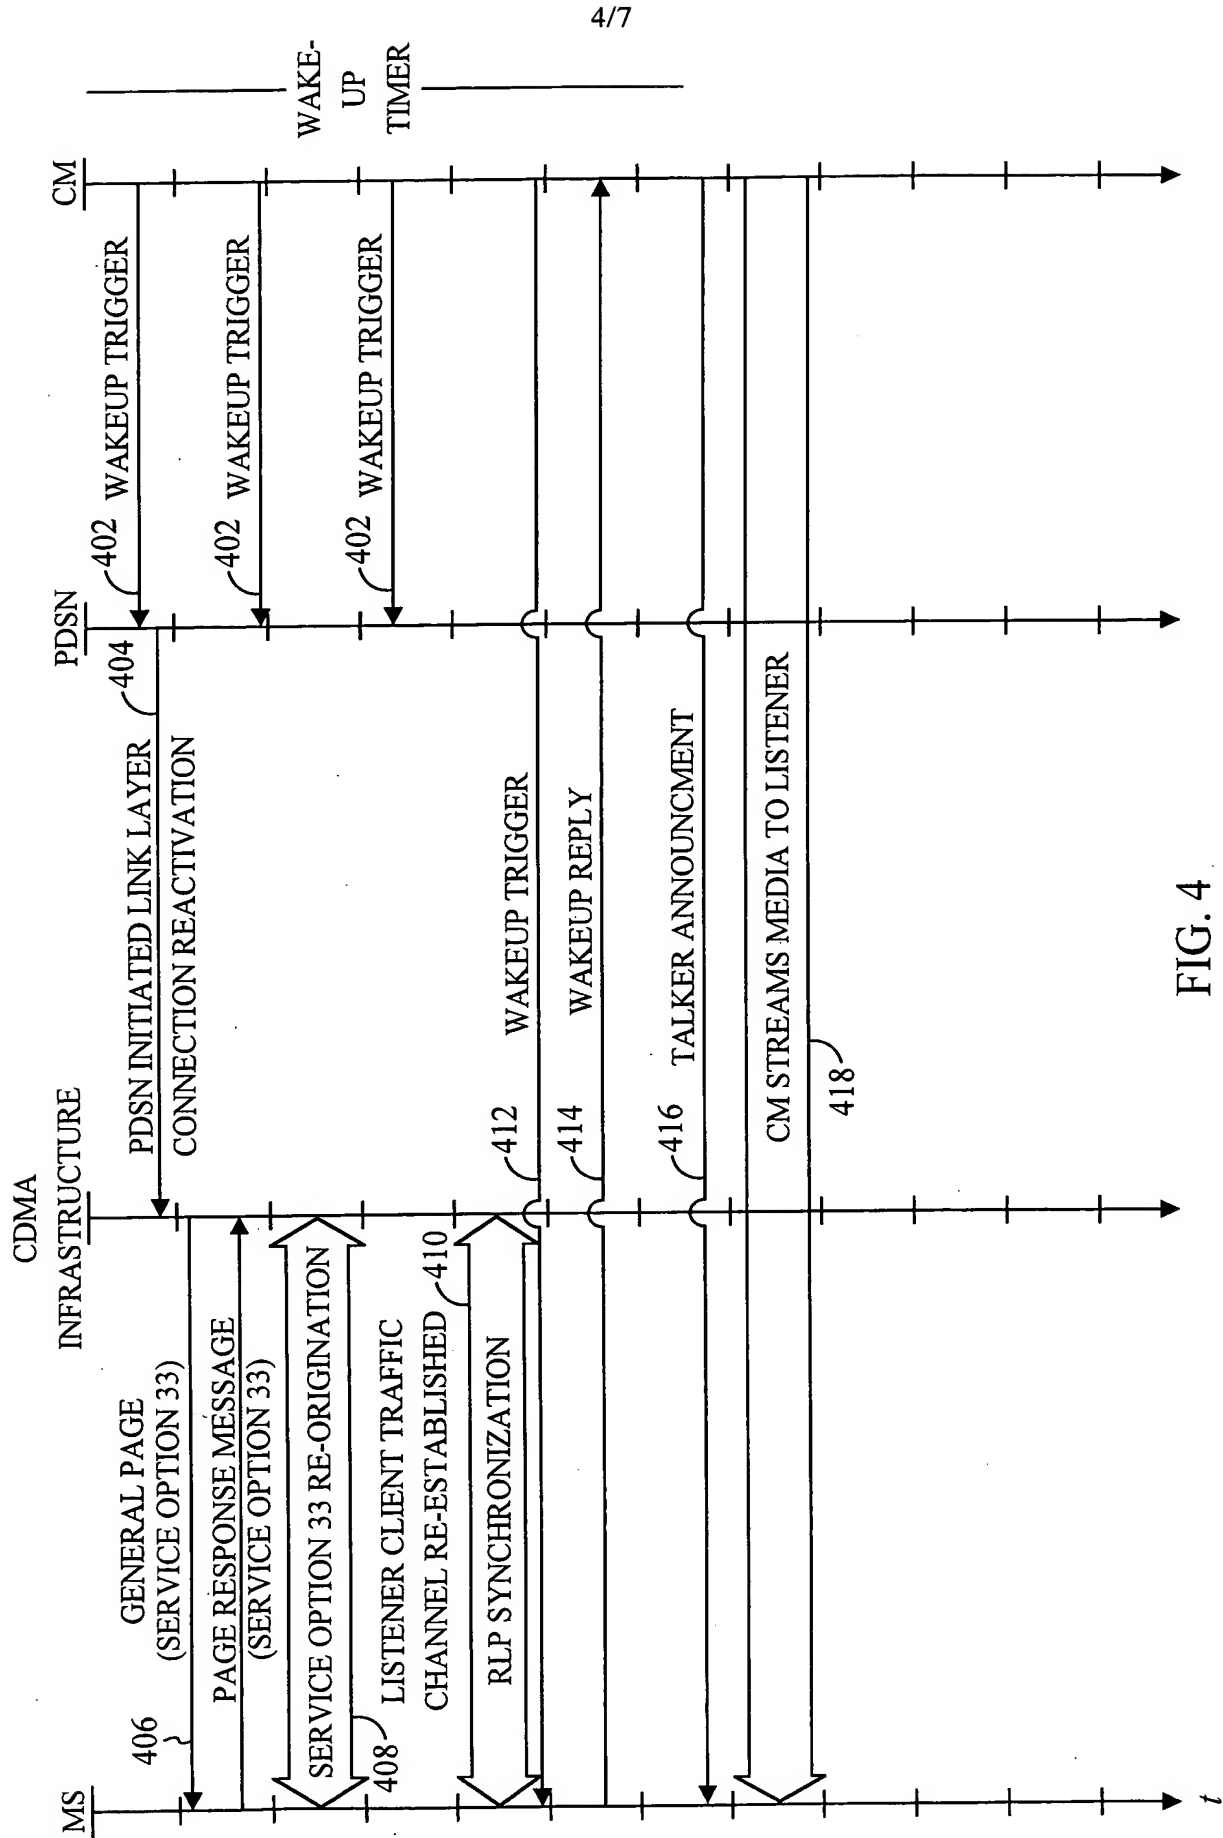 4/7
MS
CDMA
INFRASTRUCTURE
PDSN
CM
402
WAKEUP TRIGGER
404
PDSN INITIATED LINK LAYER
CONNECTION REACTIVATION
406
GENERAL PAGE
(SERVICE OPTION 33)
PAGE RESPONSE MESSAGE
(SERVICE OPTION 33)
402
WAKEUP TRIGGER
SERVICE OPTION 33 RE-ORIGINATION
408
402
WAKEUP TRIGGER
LISTENER CLIENT TRAFFIC
CHANNEL RE-ESTABLISHED
410
RLP SYNCHRONIZATION
412
WAKEUP TRIGGER
414
WAKEUP REPLY
416
TALKER ANNOUNCMENT
CM STREAMS MEDIA TO LISTENER
418
WAKE-
UP
TIMER
t
FIG. 4